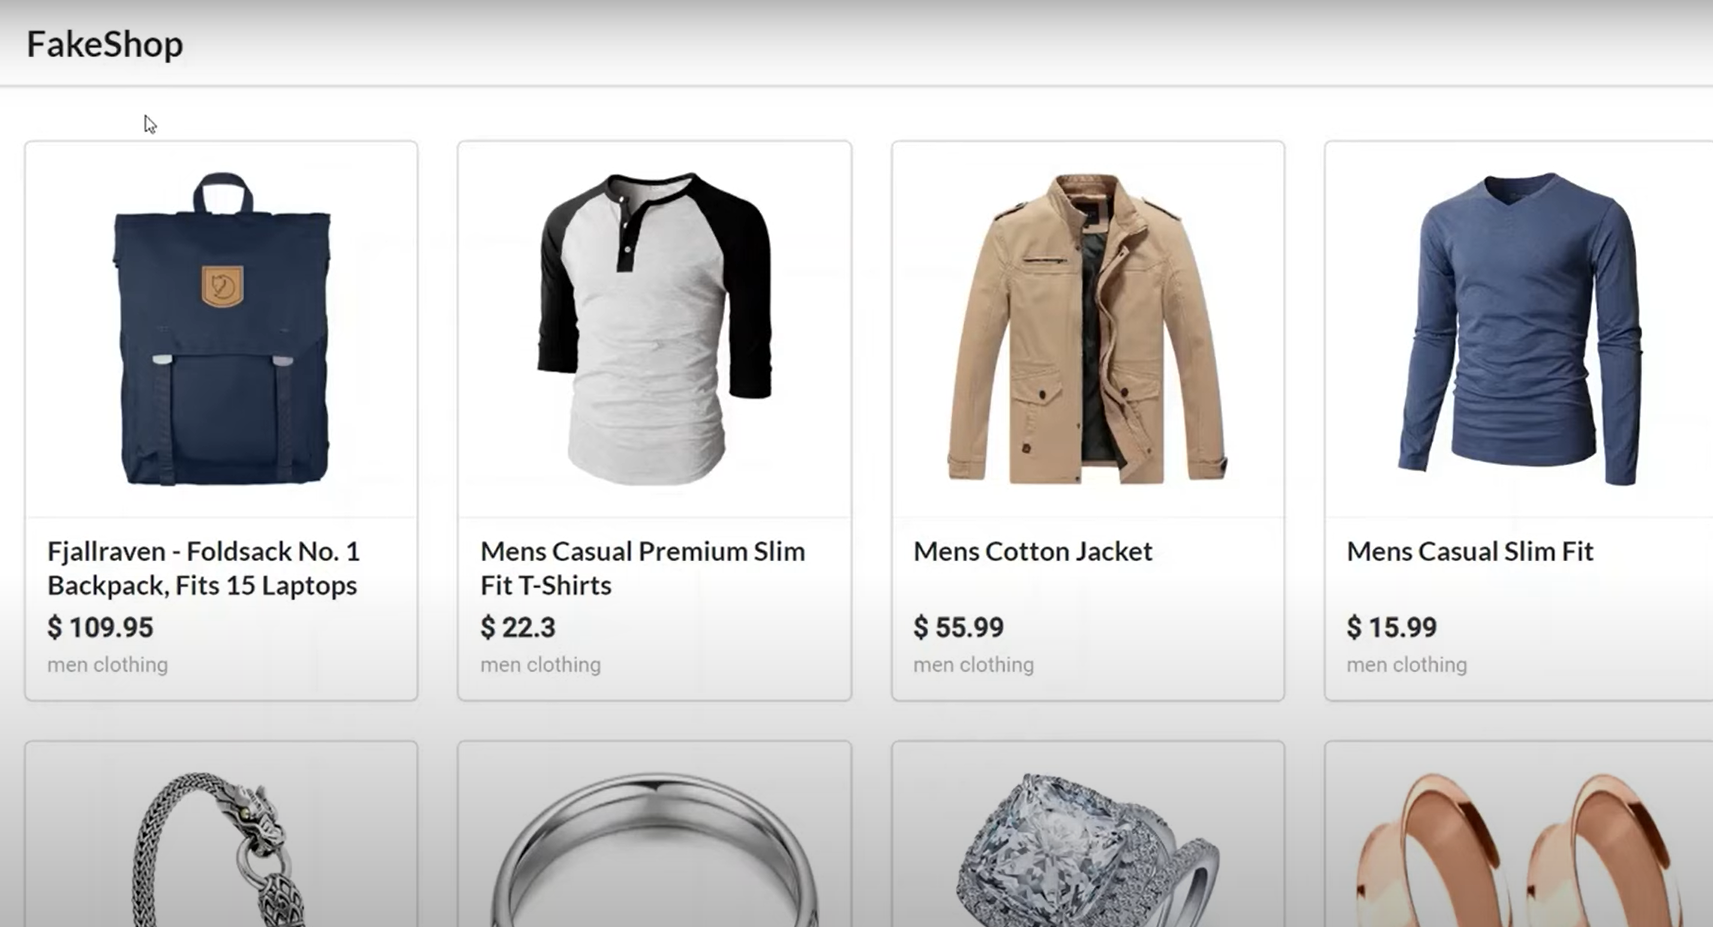 FakeShop
Fjallraven - Foldsack No. 1
Backpack, Fits 15 Laptops
$ 109.95
men clothing
Mens Casual Premium Slim
Fit T-Shirts
$ 22.3
men clothing
Mens Cotton Jacket
$ 55.99
men clothing
Mens Casual Slim Fit
$ 15.99
men clothing